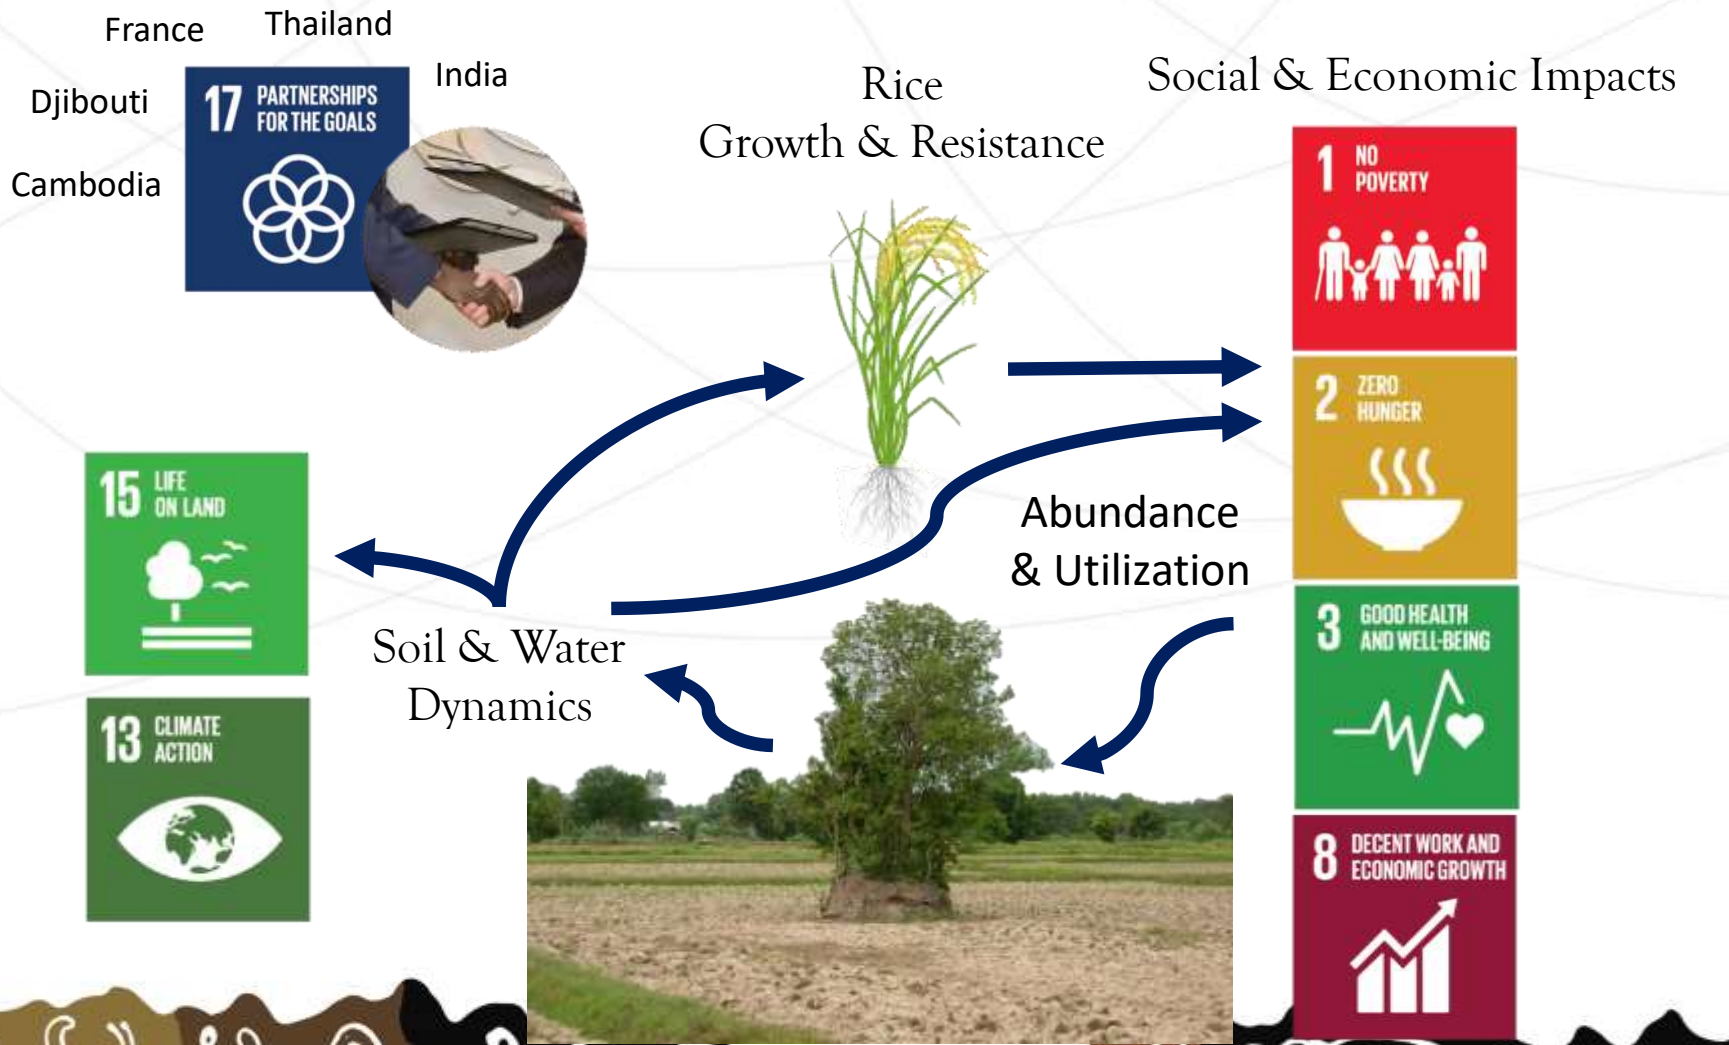 France
Thailand
India
Djibouti
Cambodia
17 PARTNERSHIPS
FOR THE GOALS
Rice
Growth & Resistance
Social & Economic Impacts
1 NO
POVERTY
2 ZERO
HUNGER
Abundance
& Utilization
15 LIFE
ON LAND
3 GOOD HEALTH
AND WELL-BEING
Soil & Water
Dynamics
13 CLIMATE
ACTION
8 DECENT WORK AND
ECONOMIC GROWTH